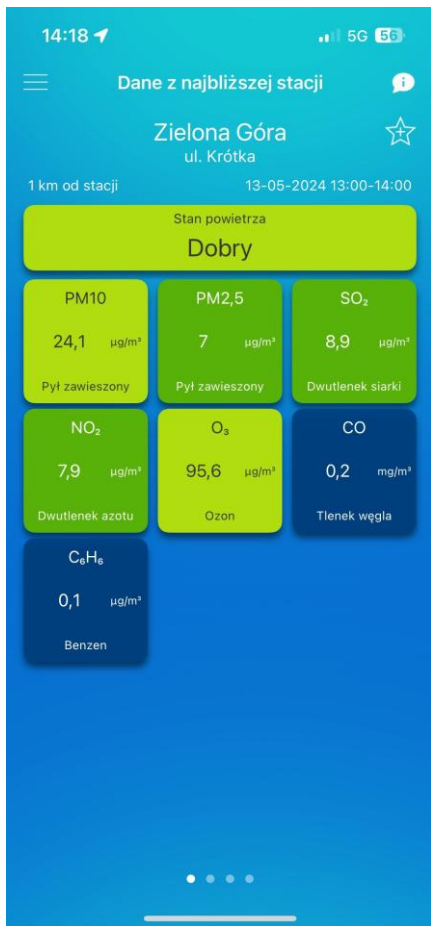 14:18 5G 56
Dane z najbliższej stacji
Zielona Góra
ul. Krótka
1 km od stacji 13-05-2024 13:00-14:00
Stan powietrza
Dobry
PM10 PM2,5 SO₂
24,1 µg/m³ 7 µg/m³ 8,9 µg/m³
Pył zawieszony Pył zawieszony Dwutlenek siarki
NO₂ O₃ CO
7,9 µg/m³ 95,6 µg/m³ 0,2 mg/m³
Dwutlenek azotu Ozon Tlenek węgla
C₆H₆
0,1 µg/m³
Benzen